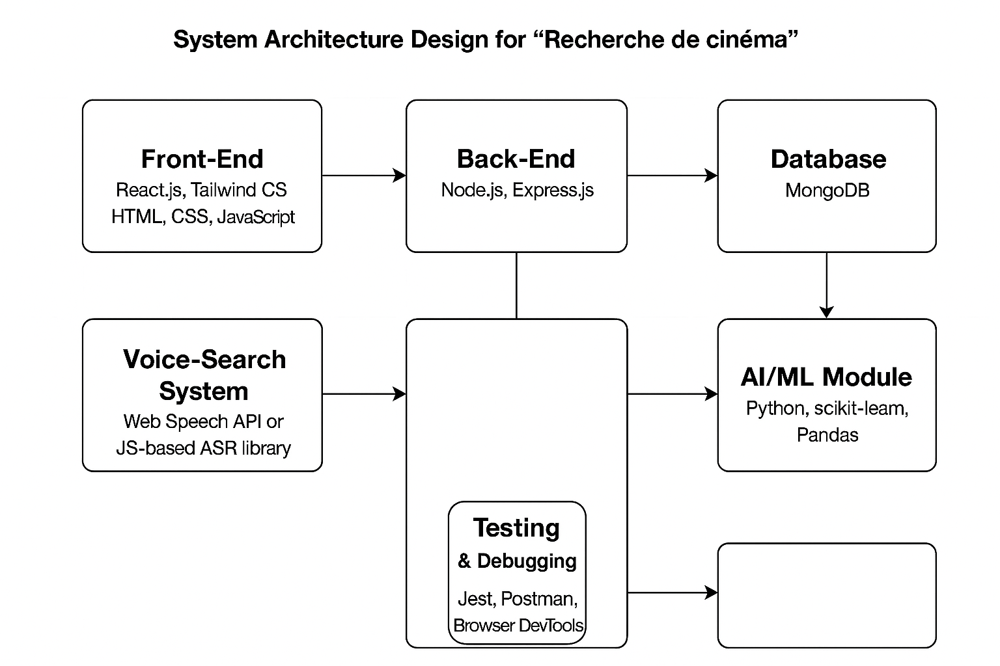 System Architecture Design for “Recherche de cinéma”
Front-End
React.js, Tailwind CS
HTML, CSS, JavaScript
Back-End
Node.js, Express.js
Database
MongoDB
Voice-Search
System
Web Speech API or
JS-based ASR library
AI/ML Module
Python, scikit-leam,
Pandas
Testing
& Debugging
Jest, Postman,
Browser DevTools